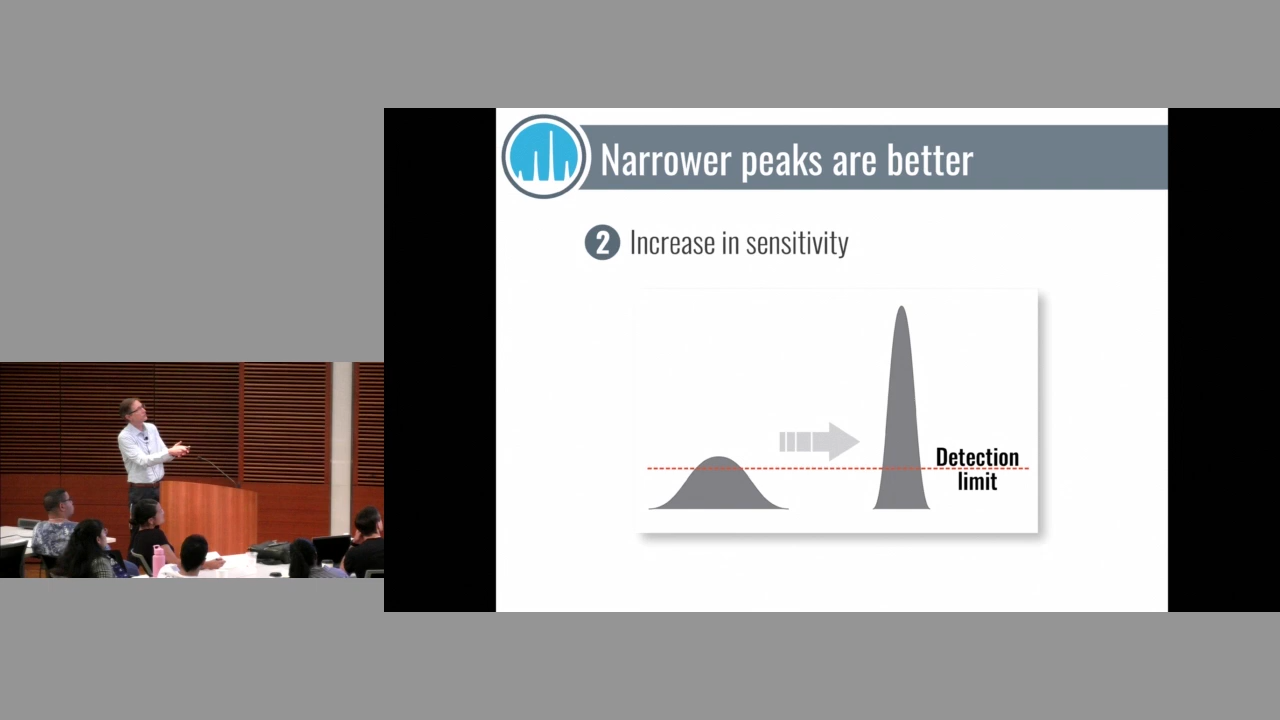 Narrower peaks are better
2 Increase in sensitivity
Detection
limit